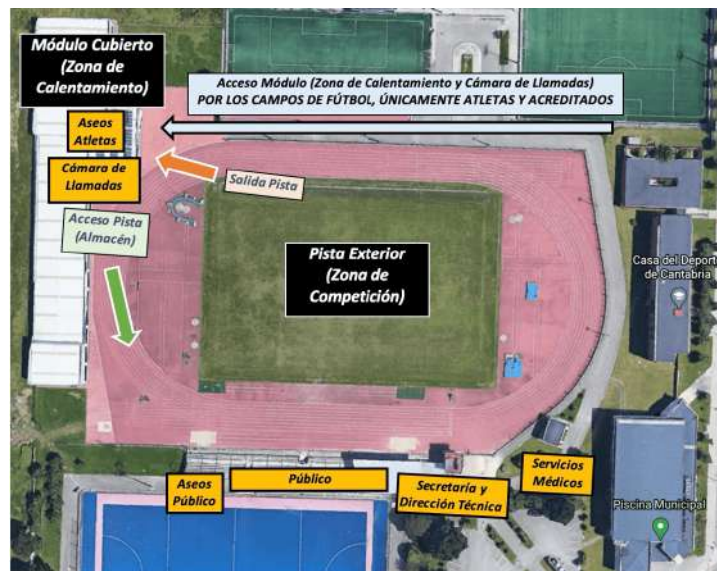 Módulo Cubierto
(Zona de
Calentamiento)
Acceso Módulo (Zona de Calentamiento y Cámara de Llamadas)
POR LOS CAMPOS DE FÚTBOL, ÚNICAMENTE ATLETAS Y ACREDITADOS
Aseos
Atletas
Cámara de
Llamadas
Salida Pista
Acceso Pista
(Almacén)
Pista Exterior
(Zona de
Competición)
Casa del Deport
de Cantabria
Aseos
Público
Público
Secretaría y
Dirección Técnica
Servicios
Médicos
Piscina Municipal